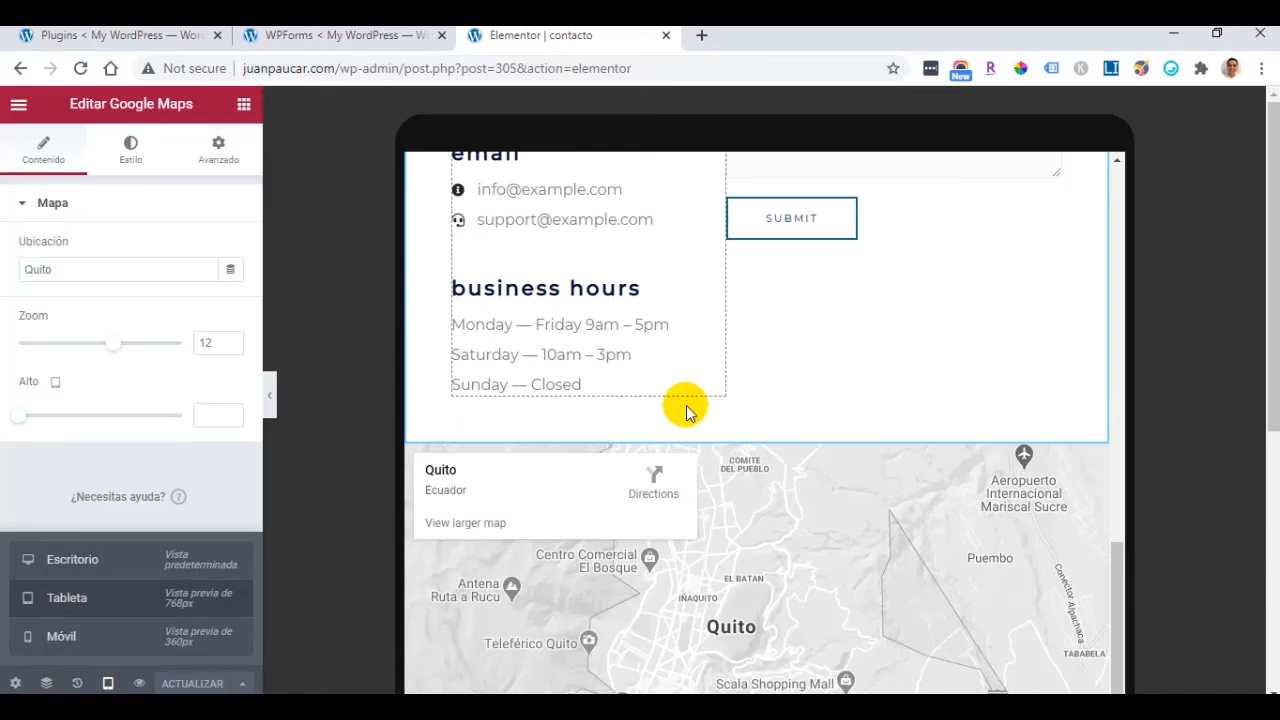 Plugins < My WordPress — Wor
WPForms < My WordPress — W
Elementor | contacto
Not secure
juanpaucar.com/wp-admin/post.php?post=305&action=elementor
New
Editar Google Maps
Contenido
Estilo
Avanzado
Mapa
Ubicación
Quito
Zoom
12
Alto
¿Necesitas ayuda?
Escritorio
Vista predeterminada
Tableta
Vista previa de 768px
Móvil
Vista previa de 360px
ACTUALIZAR
email
info@example.com
support@example.com
SUBMIT
business hours
Monday — Friday 9am – 5pm
Saturday — 10am – 3pm
Sunday — Closed
Quito
Ecuador
Directions
View larger map
COMITE
DEL PUEBLO
Aeropuerto
Internacional
Mariscal Sucre
Centro Comercial
El Bosque
Puembo
Antena
Ruta a Rucu
EL BATAN
IÑAQUITO
Conector Alpachaca
Quito
Teleférico Quito
TABABELA
Scala Shopping Mall